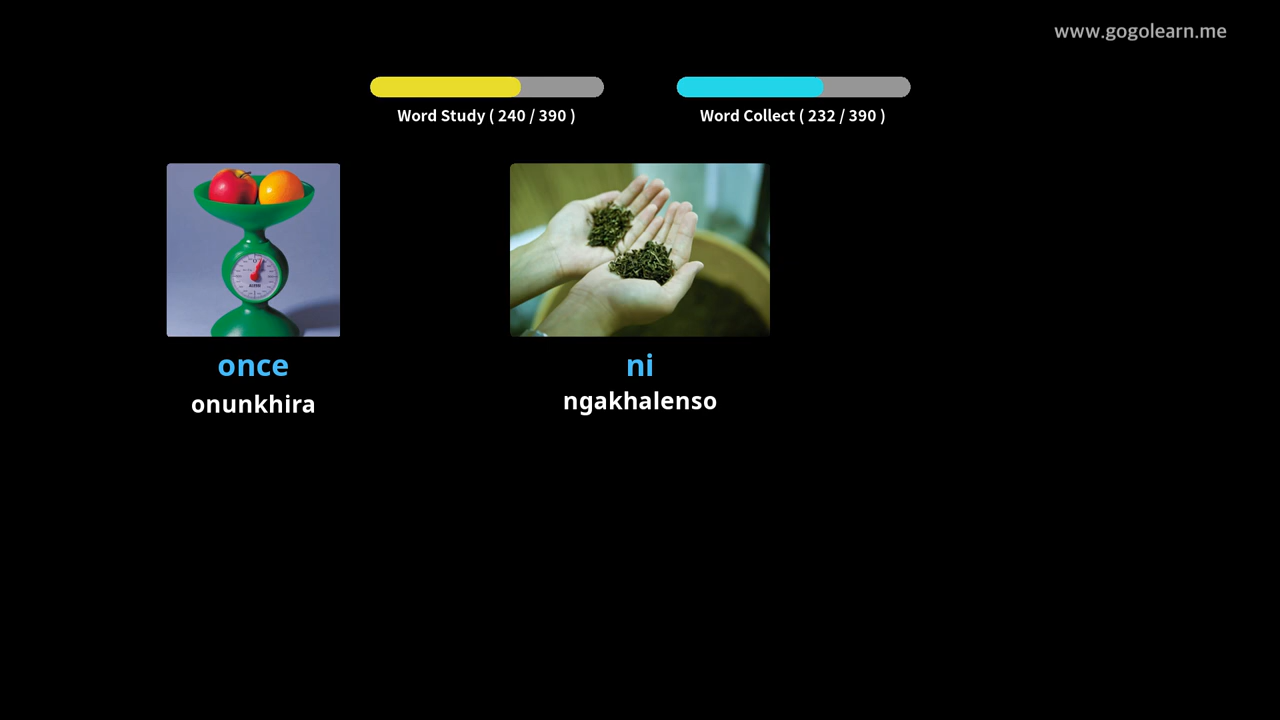 www.gogolearn.me
Word Study ( 240 / 390 )
Word Collect ( 232 / 390 )
once
onunkhira
ni
ngakhalenso